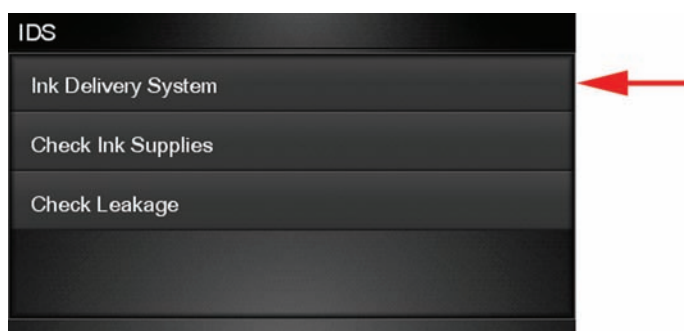 IDS
Ink Delivery System
Check Ink Supplies
Check Leakage